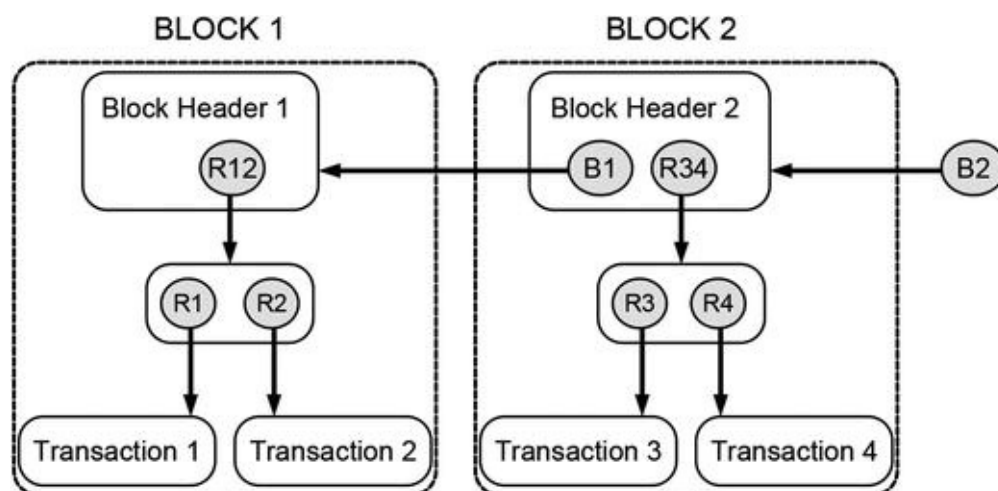 BLOCK 1
BLOCK 2
Block Header 1
R12
Block Header 2
B1
R34
B2
R1
R2
R3
R4
Transaction 1
Transaction 2
Transaction 3
Transaction 4